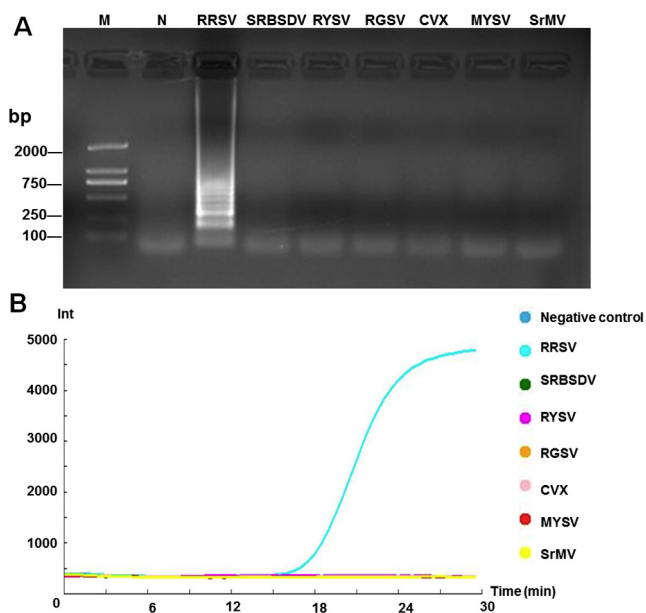 A
M N RRSV SRBSDV RYSV RGSV CVX MYSV SrMV
bp
2000
750
250
100
B
Int
5000
4000
3000
2000
1000
0
6 12 18 24 30
Time (min)
Negative control
RRSV
SRBSDV
RYSV
RGSV
CVX
MYSV
SrMV